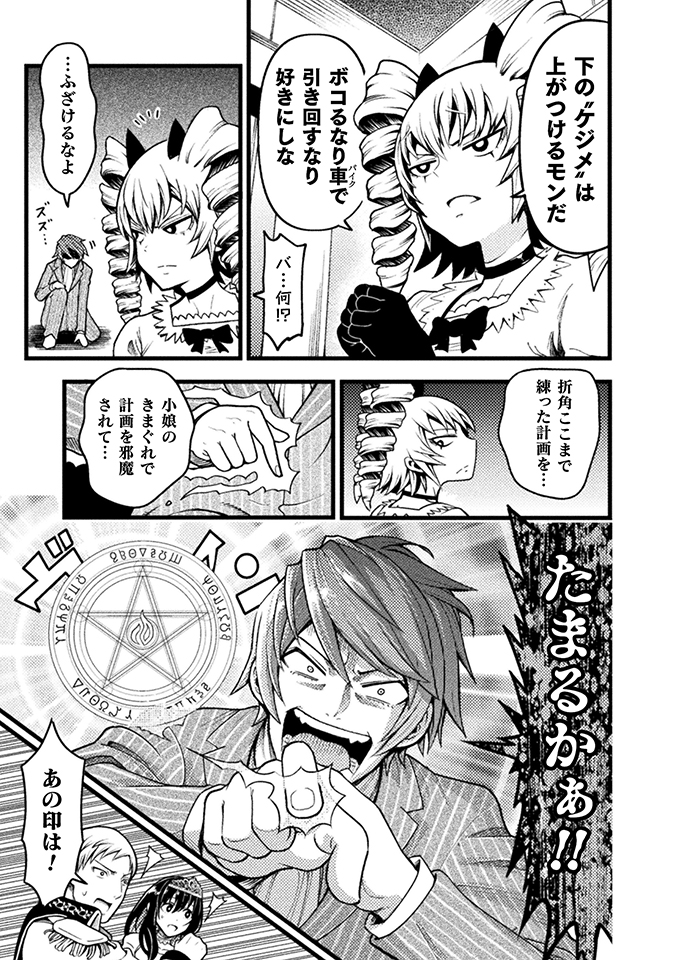 下の〝ケジメ〟は
上がつけるモンだ
ボコるなり車で
バイク
引き回すなり
好きにしな
バ…何!?
…ふざけるなよ
ズズ…
折角ここまで
練った計画を…
小娘の
きまぐれで
計画を邪魔
されて…
たまるかぁ!!
ギィン
あの印は!